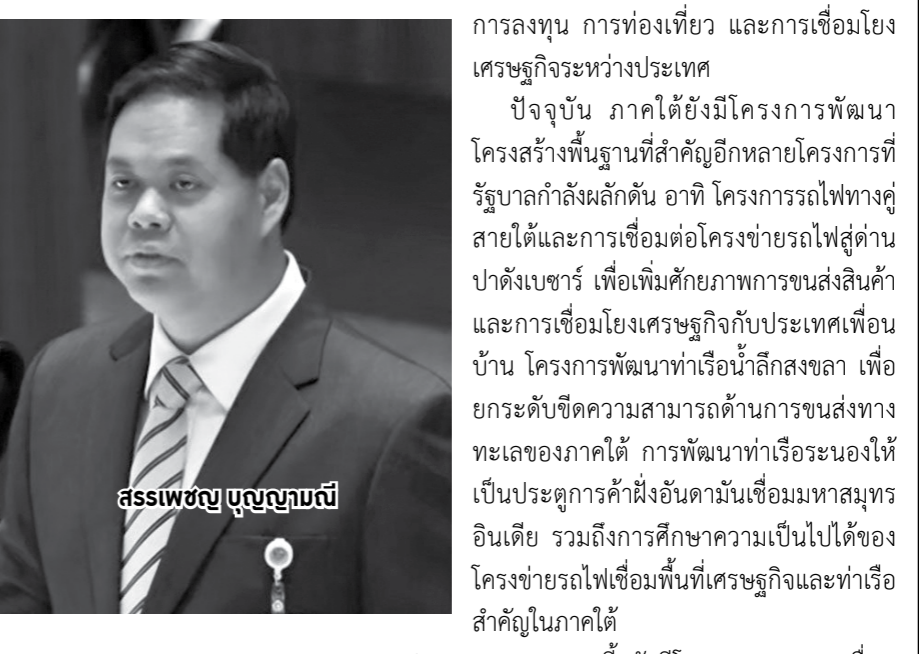 การลงทุน การท่องเที่ยว และการเชื่อมโยง
เศรษฐกิจระหว่างประเทศ
ปัจจุบัน ภาคใต้ยังมีโครงการพัฒนา
โครงสร้างพื้นฐานที่สำคัญอีกหลายโครงการที่
รัฐบาลกำลังผลักดัน อาทิ โครงการรถไฟทางคู่
สายใต้และการเชื่อมต่อโครงข่ายรถไฟสู่ด่าน
ปาดังเบซาร์ เพื่อเพิ่มศักยภาพการขนส่งสินค้า
และการเชื่อมโยงเศรษฐกิจกับประเทศเพื่อน
บ้าน โครงการพัฒนาท่าเรือน้ำลึกสงขลา เพื่อ
ยกระดับขีดความสามารถด้านการขนส่งทาง
ทะเลของภาคใต้ การพัฒนาท่าเรือระนองให้
เป็นประตูการค้าฝั่งอันดามันเชื่อมมหาสมุทร
อินเดีย รวมถึงการศึกษาความเป็นไปได้ของ
โครงข่ายรถไฟเชื่อมพื้นที่เศรษฐกิจและท่าเรือ
สำคัญในภาคใต้
สรรเพชญ บุญญามณี